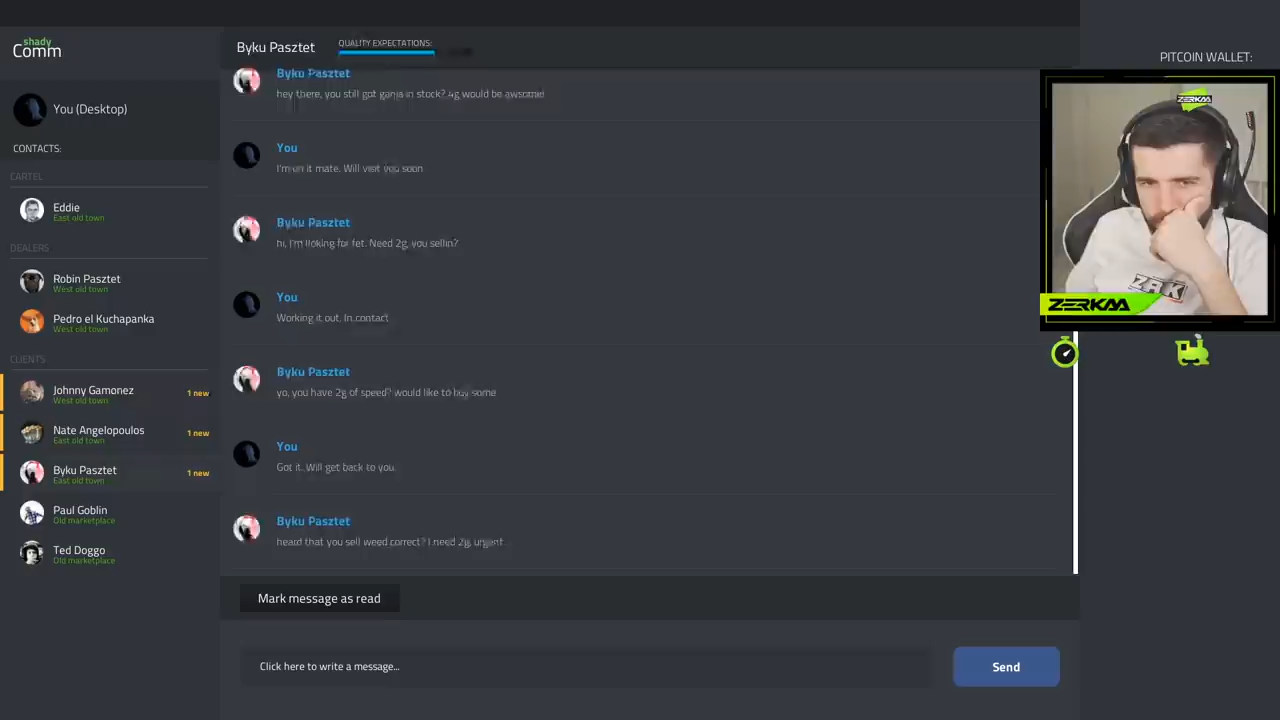 shady
Comm
You (Desktop)
CONTACTS:
CARTEL
Eddie
East old town
DEALERS
Robin Pasztet
West old town
Pedro el Kuchapanka
West old town
CLIENTS
Johnny Gamonez
West old town
1 new
Nate Angelopoulos
East old town
1 new
Byku Pasztet
East old town
1 new
Paul Goblin
Old marketplace
Ted Doggo
Old marketplace
Byku Pasztet
QUALITY EXPECTATIONS:
Byku Pasztet
hey there, you still got ganja in stock? 4g would be awsome!
You
I'm on it mate. Will visit you soon
Byku Pasztet
hi, I'm lloking for fet. Need 2g, you sellin?
You
Working it out. In contact
Byku Pasztet
yo, you have 2g of speed? would like to buy some
You
Got it. Will get back to you.
Byku Pasztet
heard that you sell weed correct? I need 2g, urgent
Mark message as read
Click here to write a message...
Send
PITCOIN WALLET:
ZERKAA
ZAK
ZERKAA